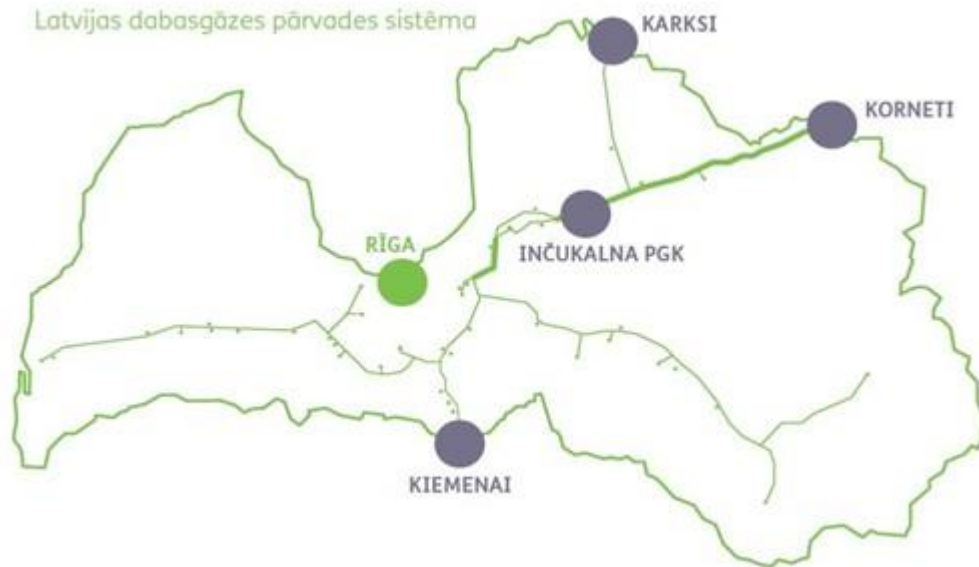 Latvijas dabasgāzes pārvades sistēma
KARKSI
KORNETI
RĪGA
INČUKALNA PGK
KIEMENAI